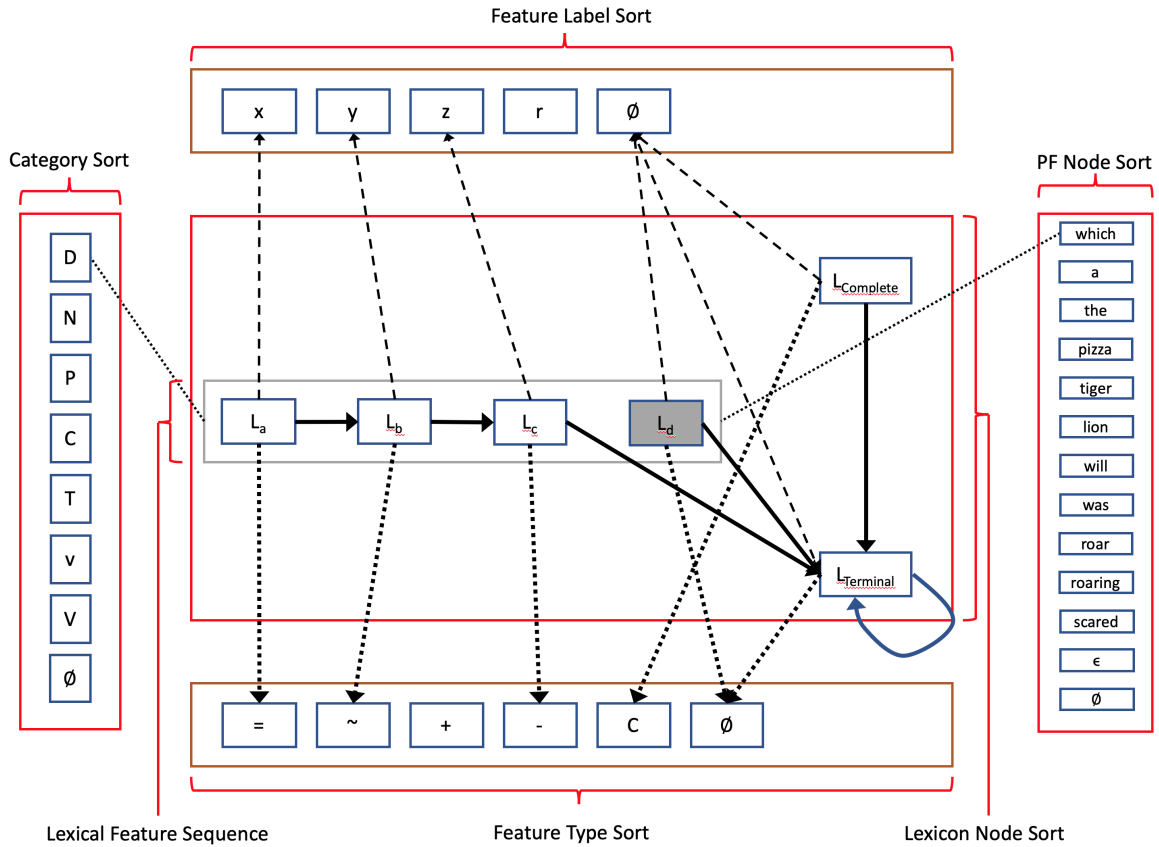 Feature Label Sort
x y z r Ø
Category Sort
PF Node Sort
D
N
P
C
T
v
V
Ø
which
a
the
pizza
tiger
lion
will
was
roar
roaring
scared
ϵ
Ø
LComplete
La Lb Lc Ld
LTerminal
= ~ + - C Ø
Lexical Feature Sequence
Feature Type Sort
Lexicon Node Sort